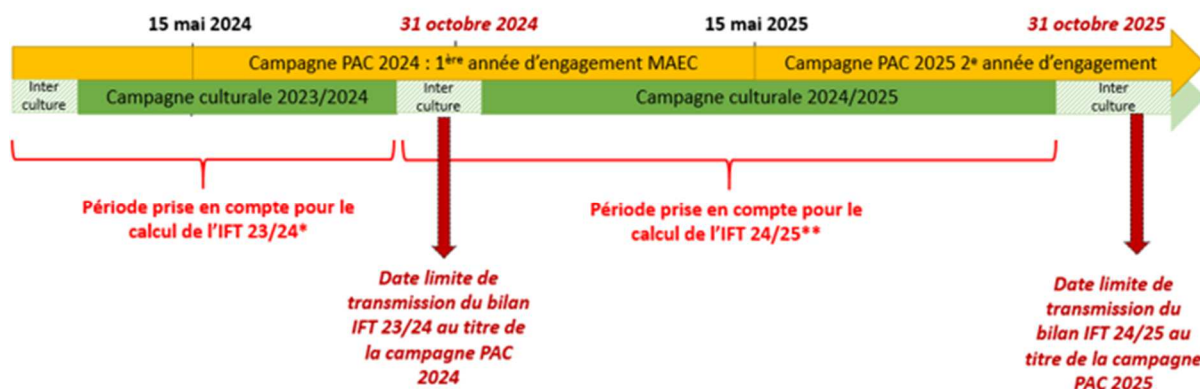 15 mai 2024
31 octobre 2024
15 mai 2025
31 octobre 2025
Campagne PAC 2024 : 1ère année d'engagement MAEC
Campagne PAC 2025 2e année d'engagement
Inter
culture
Campagne culturale 2023/2024
Inter
culture
Campagne culturale 2024/2025
Inter
culture
Période prise en compte pour le
calcul de l'IFT 23/24*
Période prise en compte pour le
calcul de l'IFT 24/25**
Date limite de
transmission du bilan
IFT 23/24 au titre de
la campagne PAC
2024
Date limite de
transmission du
bilan IFT 24/25 au
titre de la campagne
PAC 2025